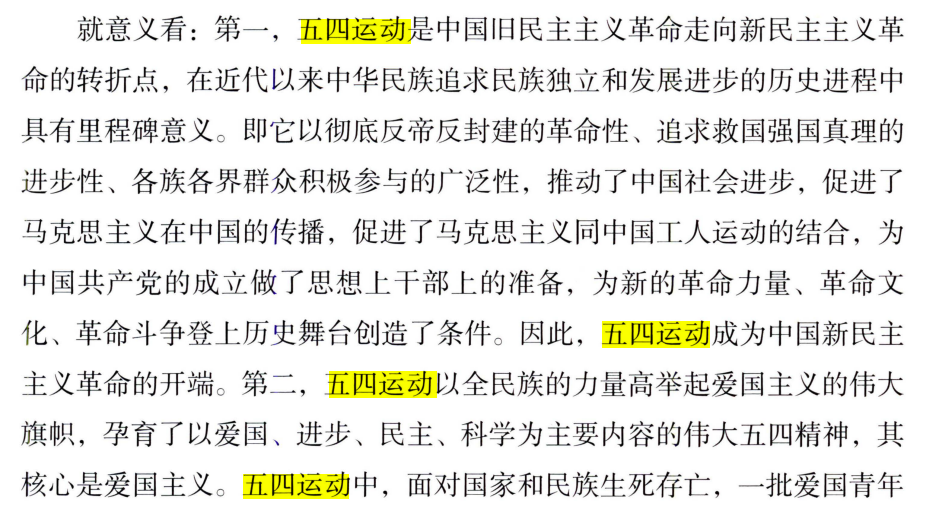 就意义看：第一，五四运动是中国旧民主主义革命走向新民主主义革
命的转折点，在近代以来中华民族追求民族独立和发展进步的历史进程中
具有里程碑意义。即它以彻底反帝反封建的革命性、追求救国强国真理的
进步性、各族各界群众积极参与的广泛性，推动了中国社会进步，促进了
马克思主义在中国的传播，促进了马克思主义同中国工人运动的结合，为
中国共产党的成立做了思想上干部上的准备，为新的革命力量、革命文
化、革命斗争登上历史舞台创造了条件。因此，五四运动成为中国新民主
主义革命的开端。第二，五四运动以全民族的力量高举起爱国主义的伟大
旗帜，孕育了以爱国、进步、民主、科学为主要内容的伟大五四精神，其
核心是爱国主义。五四运动中，面对国家和民族生死存亡，一批爱国青年